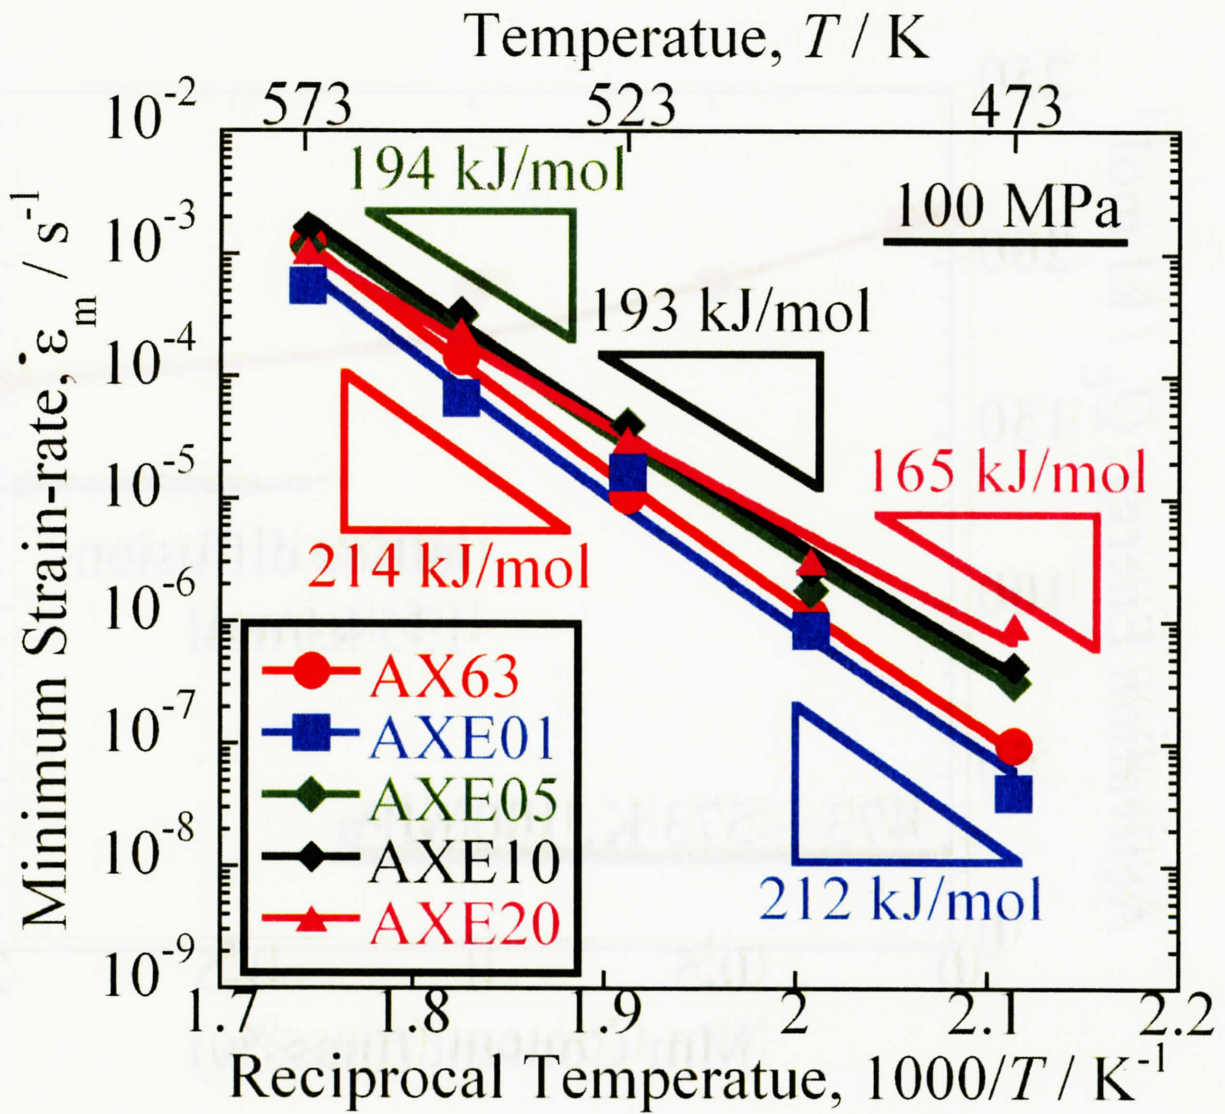 Temperatue, T / K
573 523 473
10-2
194 kJ/mol
100 MPa
10-3
193 kJ/mol
10-4
165 kJ/mol
10-5
214 kJ/mol
10-6
AX63
10-7
AXE01
AXE05
10-8
AXE10
212 kJ/mol
AXE20
10-9
Minimum Strain-rate, ε̇m / s-1
1.7 1.8 1.9 2 2.1 2.2
Reciprocal Temperatue, 1000/T / K-1